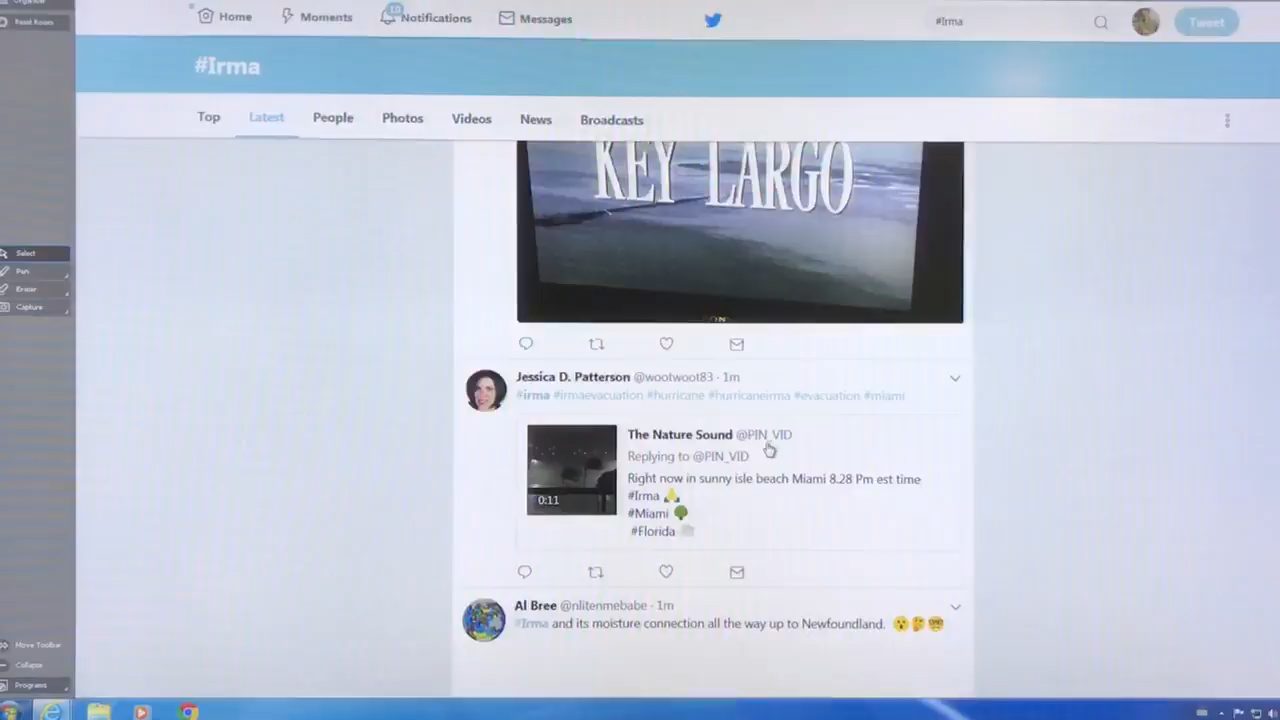 Home
Moments
10
Notifications
Messages
#Irma
Tweet
#Irma
Top
Latest
People
Photos
Videos
News
Broadcasts
KEY LARGO
Jessica D. Patterson @wootwoot83 · 1m
#irma #irmaevacuation #hurricane #hurricaneirma #evacuation #miami
The Nature Sound @PIN_VID
Replying to @PIN_VID
Right now in sunny isle beach Miami 8.28 Pm est time
#Irma 🙏
#Miami 🌳
#Florida
0:11
Al Bree @nlitenmebabe · 1m
#Irma and its moisture connection all the way up to Newfoundland. 😲🤔🤓
Select
Pen
Eraser
Capture
Move Toolbar
Collapse
Programs